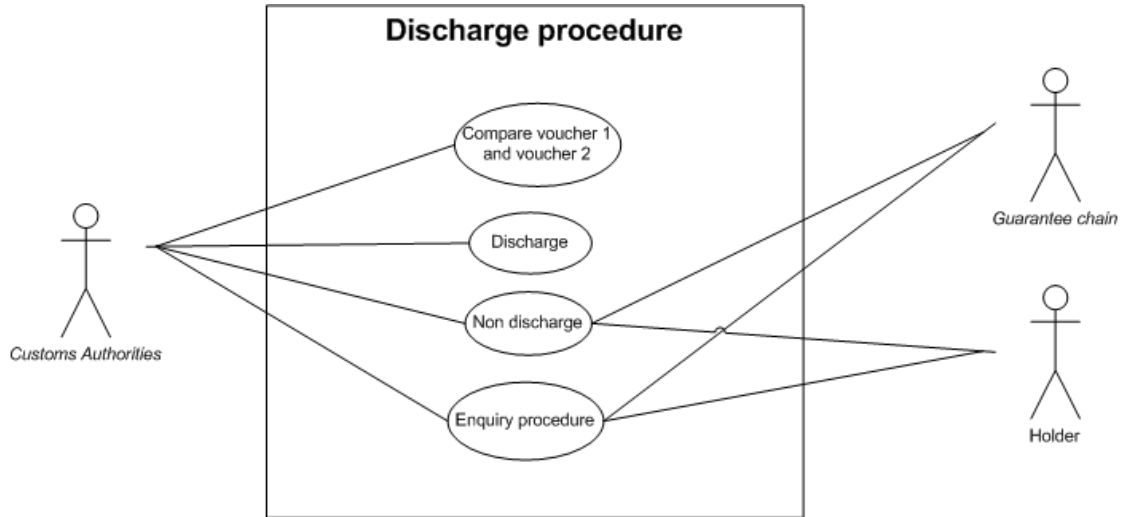 Discharge procedure
Compare voucher 1
and voucher 2
Discharge
Non discharge
Enquiry procedure
Customs Authorities
Guarantee chain
Holder